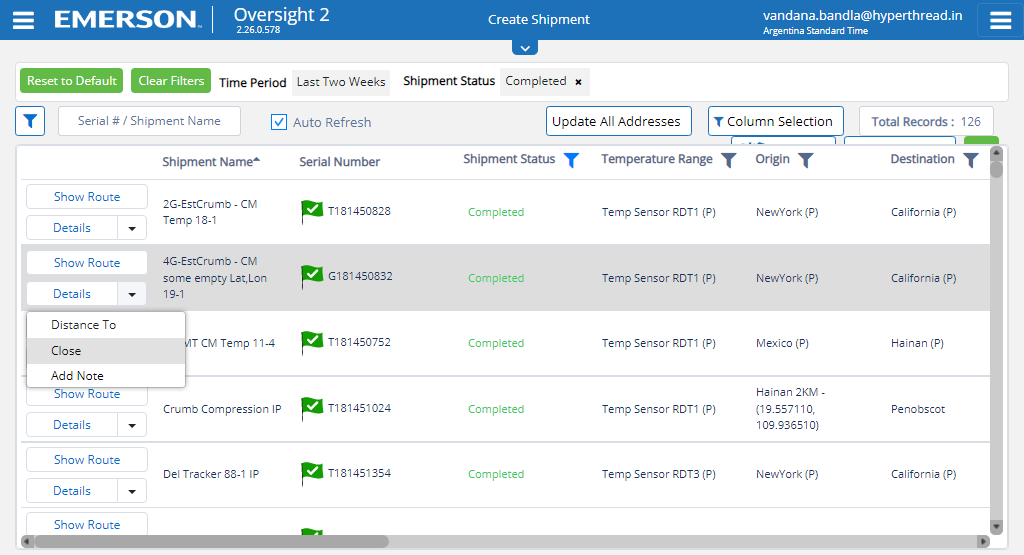 EMERSON
Oversight 2
2.26.0.578
Create Shipment
vandana.bandla@hyperthread.in
Argentina Standard Time
Reset to Default
Clear Filters
Time Period
Last Two Weeks
Shipment Status
Completed ×
Serial # / Shipment Name
Auto Refresh
Update All Addresses
Column Selection
Total Records : 126
Shipment Name
Serial Number
Shipment Status
Temperature Range
Origin
Destination
Show Route
Details
2G-EstCrumb - CM
Temp 18-1
T181450828
Completed
Temp Sensor RDT1 (P)
NewYork (P)
California (P)
Show Route
Details
4G-EstCrumb - CM
some empty Lat,Lon
19-1
G181450832
Completed
Temp Sensor RDT1 (P)
NewYork (P)
California (P)
Distance To
Close
Add Note
MT CM Temp 11-4
T181450752
Completed
Temp Sensor RDT1 (P)
Mexico (P)
Hainan (P)
Show Route
Details
Crumb Compression IP
T181451024
Completed
Temp Sensor RDT1 (P)
Hainan 2KM -
(19.557110,
109.936510)
Penobscot
Show Route
Details
Del Tracker 88-1 IP
T181451354
Completed
Temp Sensor RDT3 (P)
NewYork (P)
California (P)
Show Route